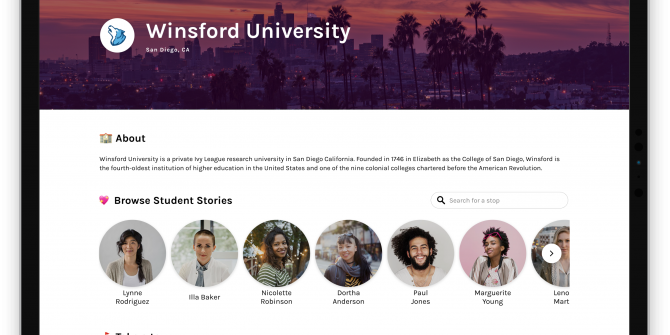 Winsford University
San Diego, CA
About
Winsford University is a private Ivy League research university in San Diego California. Founded in 1746 in Elizabeth as the College of San Diego, Winsford is
the fourth-oldest institution of higher education in the United States and one of the nine colonial colleges chartered before the American Revolution.
Browse Student Stories
Search for a stop
Lynne
Rodriguez
Illa Baker
Nicolette
Robinson
Dortha
Anderson
Paul
Jones
Marguerite
Young
Leno
Mart